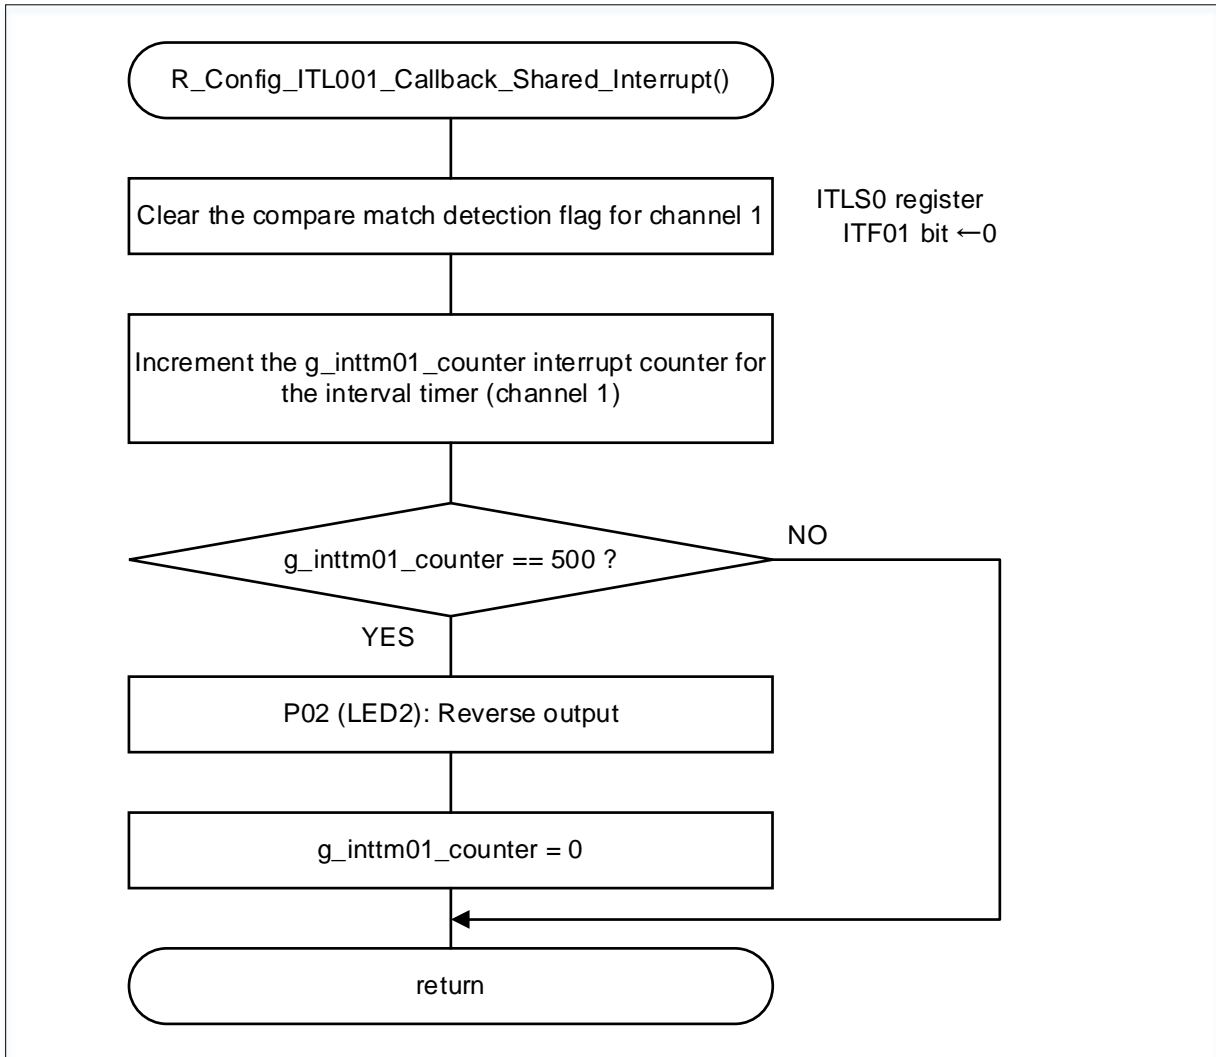 R_Config_ITL001_Callback_Shared_Interrupt()
Clear the compare match detection flag for channel 1
ITLS0 register
ITF01 bit ←0
Increment the g_inttm01_counter interrupt counter for
the interval timer (channel 1)
g_inttm01_counter == 500 ?
NO
YES
P02 (LED2): Reverse output
g_inttm01_counter = 0
return